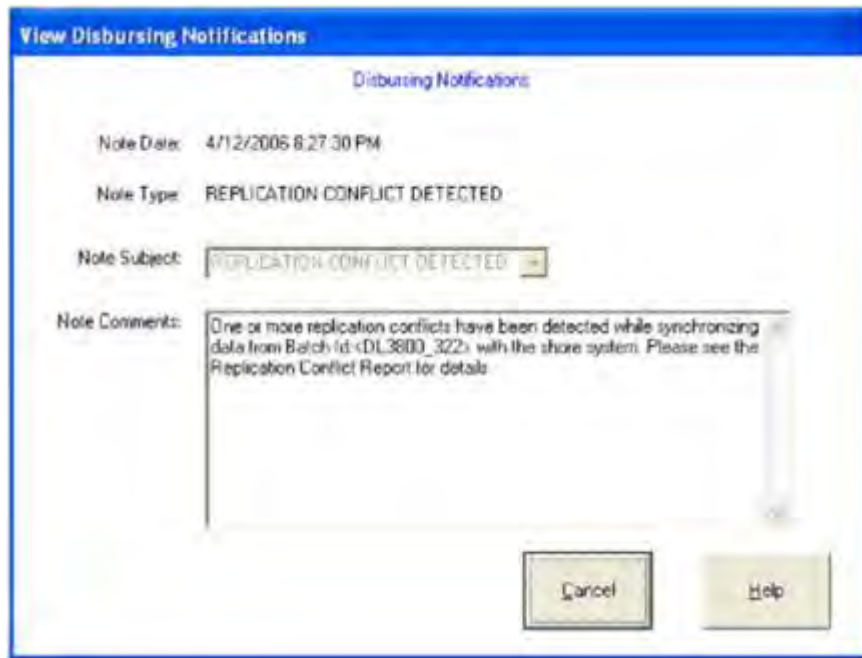 View Disbursing Notifications
Disbursing Notifications
Note Date: 4/12/2006 8:27:30 PM
Note Type: REPLICATION CONFLICT DETECTED
Note Subject: REPLICATION CONFLICT DETECTED
Note Comments: One or more replication conflicts have been detected while synchronizing
data from Batch Id:<DL3800_322> with the shore system. Please see the
Replication Conflict Report for details
Cancel Help